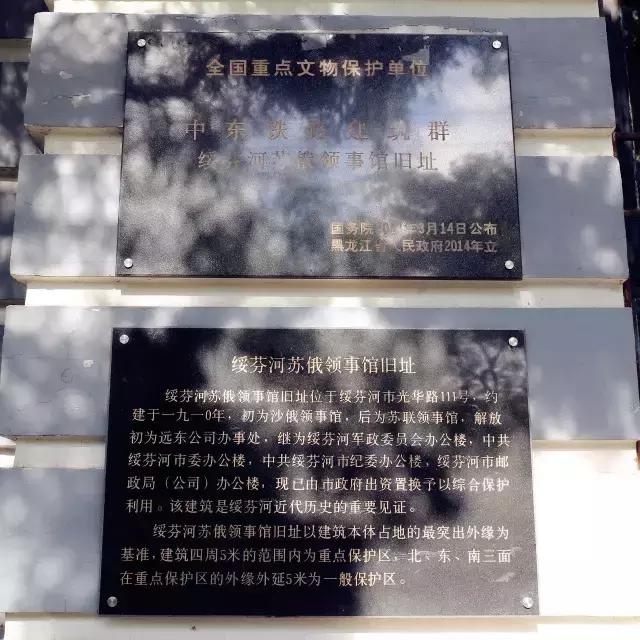 全国重点文物保护单位
中东铁路建筑群
绥芬河苏俄领事馆旧址
国务院 年3月14日公布
黑龙江省人民政府2014年立
绥芬河苏俄领事馆旧址
绥芬河苏俄领事馆旧址位于绥芬河市光华路111号，约
建于一九一0年，初为沙俄领事馆，后为苏联领事馆，解放
初为远东公司办事处，继为绥芬河军政委员会办公楼，中共
绥芬河市委办公楼，中共绥芬河市纪委办公楼，绥芬河市邮
政局（公司）办公楼，现已由市政府出资置换予以综合保护
利用。该建筑是绥芬河近代历史的重要见证。
绥芬河苏俄领事馆旧址以建筑本体占地的最突出外缘为
基准，建筑四周5米的范围内为重点保护区，北、东、南三面
在重点保护区的外缘外延5米为一般保护区。